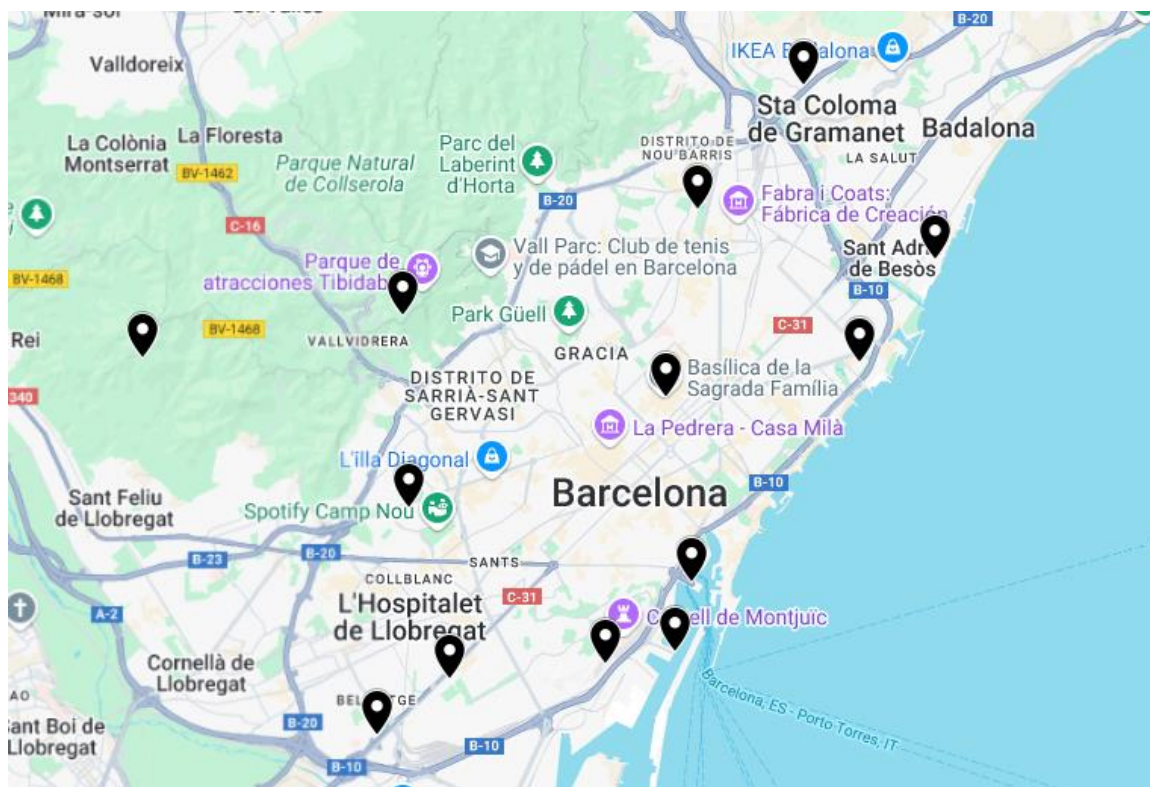 B-20
Valldoreix
IKEA
Sta Coloma
de Gramanet
Badalona
La Colònia
Montserrat
La Floresta
BV-1462
Parque Natural
de Collserola
Parc del
Laberint
d'Horta
DISTRITO DE
NOU BARRIS
LA SALUT
B-20
Fabra i Coats:
Fábrica de Creación
C-16
Vall Parc: Club de tenis
y de pádel en Barcelona
Sant
de Besòs
Parque de
atracciones
BV-1468
B-10
Park Güell
C-31
Rei
BV-1468
VALLVIDRERA
GRACIA
Basílica de la
Sagrada Família
DISTRITO DE
SARRIÀ-SANT
GERVASI
340
La Pedrera - Casa Milà
L'illa Diagonal
B-10
Barcelona
Sant Feliu
de Llobregat
Spotify Camp Nou
B-20
B-23
SANTS
COLLBLANC
C-31
L'Hospitalet
de Llobregat
A-2
de Montjuïc
Cornellà de
Llobregat
Barcelona, ES - Porto Torres, IT
AO
ant Boi de
Llobregat
B-20
B-10
B-10